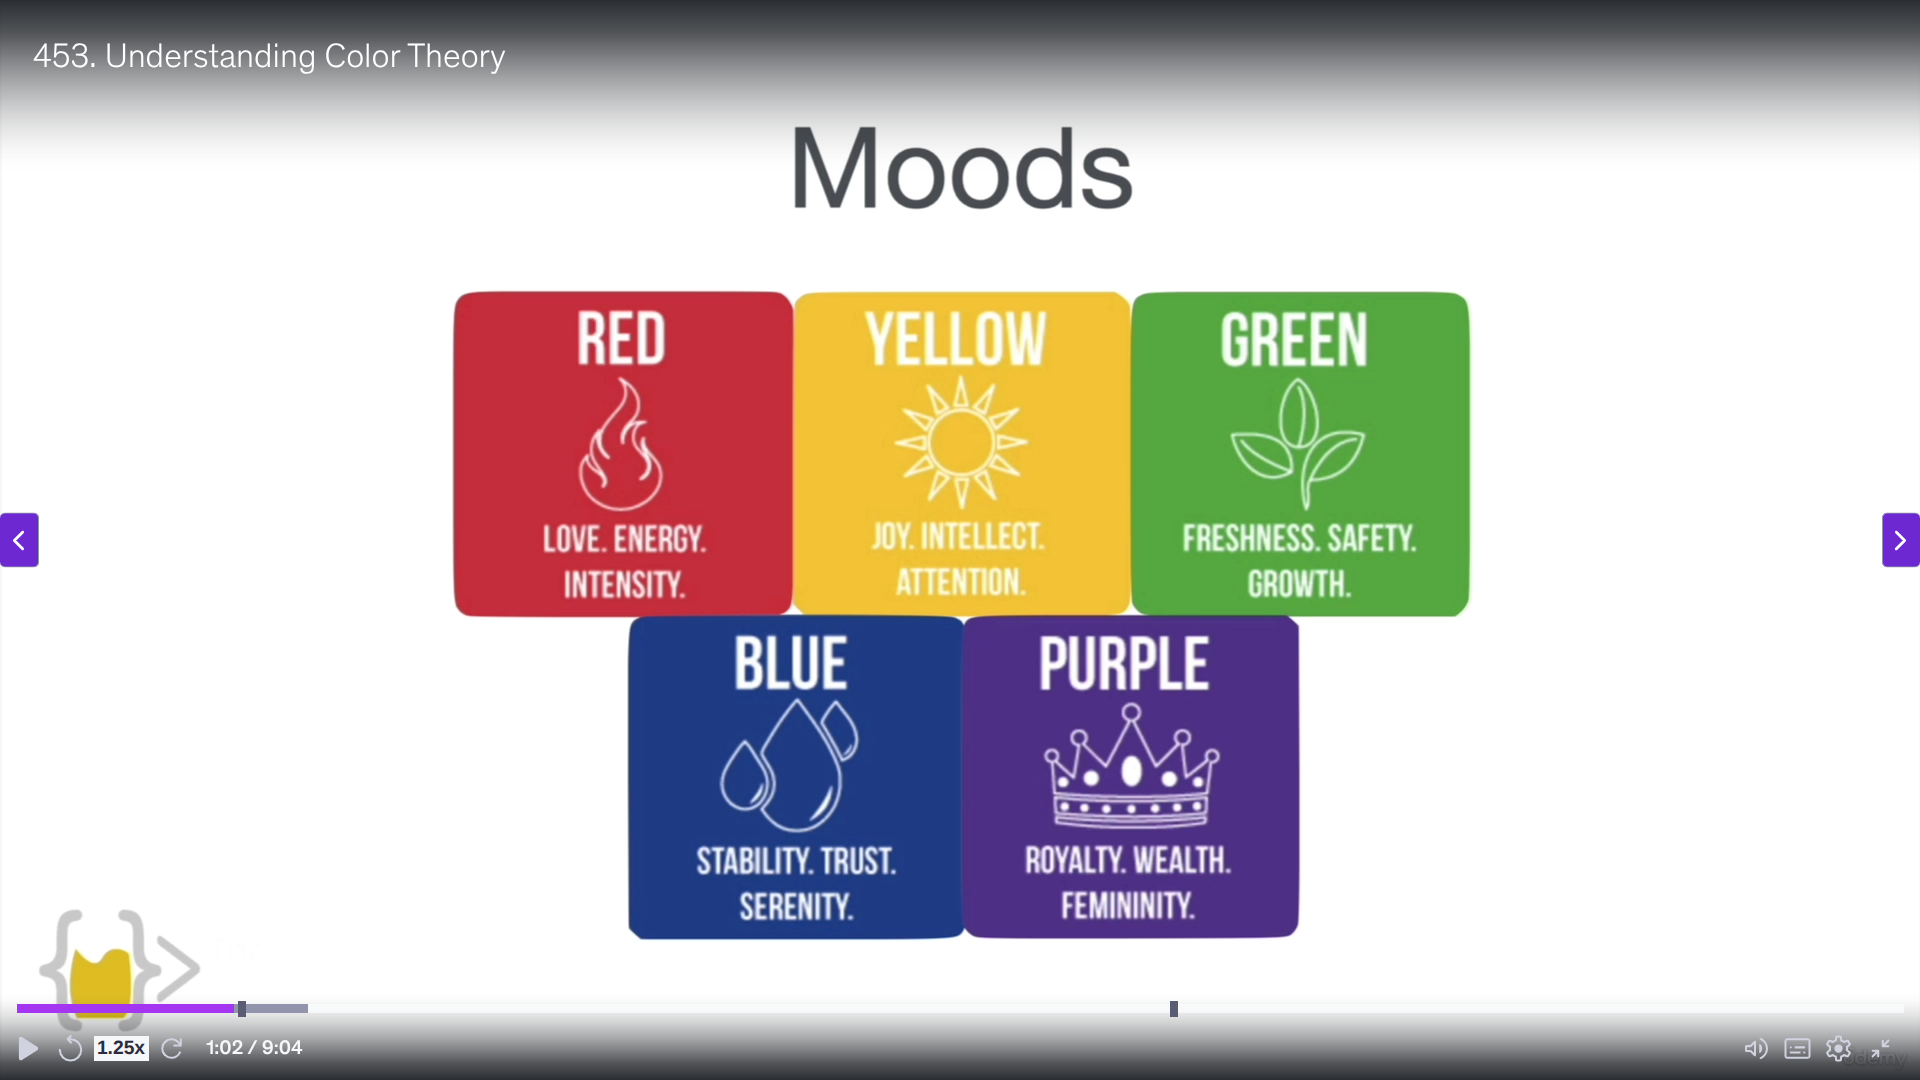 453. Understanding Color Theory
Moods
RED
LOVE. ENERGY.
INTENSITY.
YELLOW
JOY. INTELLECT.
ATTENTION.
GREEN
FRESHNESS. SAFETY.
GROWTH.
BLUE
STABILITY. TRUST.
SERENITY.
PURPLE
ROYALTY. WEALTH.
FEMININITY.
1.25x
1:02 / 9:04
udemy